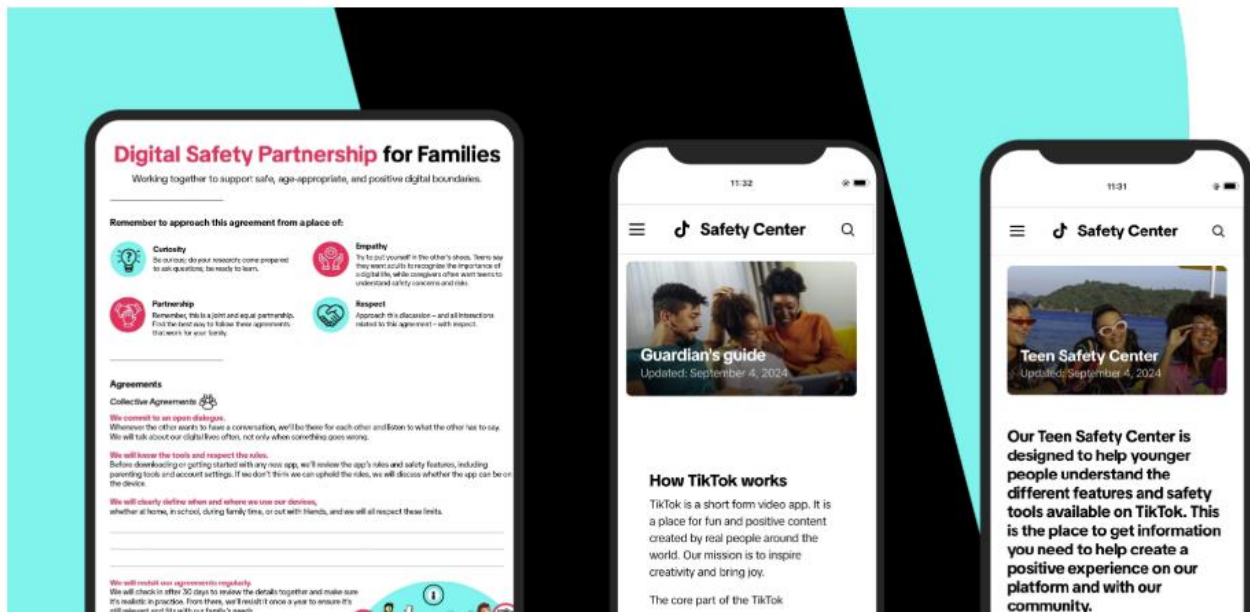 Digital Safety Partnership for Families
Working together to support safe, age-appropriate, and positive digital boundaries.
Remember to approach this agreement from a place of:
Curiosity
Be curious; do your research; come prepared
to ask questions; be ready to learn.
Empathy
Try to put yourself in the other's shoes. Teens say
they want adults to recognize the importance of
a digital life, while caregivers often want teens to
understand safety concerns and risks.
Partnership
Remember, this is a joint and equal partnership.
Find the best way to follow these agreements
that work for your family.
Respect
Approach this discussion – and all interactions
related to this agreement – with respect.
Agreements
Collective Agreements
We commit to an open dialogue.
Whenever the other wants to have a conversation, we'll be there for each other and listen to what the other has to say.
We will talk about our digital lives often, not only when something goes wrong.
We will know the tools and respect the rules.
Before downloading or getting started with any new app, we'll review the app's rules and safety features, including
parenting tools and account settings. If we don't think we can uphold the rules, we will discuss whether the app can be on
the device.
We will clearly define when and where we use our devices,
whether at home, in school, during family time, or out with friends, and we will all respect these limits.
We will revisit our agreements regularly.
We will check in after 30 days to review the details together and make sure
it's realistic in practice. From there, we'll revisit it once a year to ensure it's
still relevant and fits with our family's needs.
11:32
Safety Center
Guardian's guide
Updated: September 4, 2024
How TikTok works
TikTok is a short form video app. It is
a place for fun and positive content
created by real people around the
world. Our mission is to inspire
creativity and bring joy.
The core part of the TikTok
11:31
Safety Center
Teen Safety Center
Updated: September 4, 2024
Our Teen Safety Center is
designed to help younger
people understand the
different features and safety
tools available on TikTok. This
is the place to get information
you need to help create a
positive experience on our
platform and with our
community.